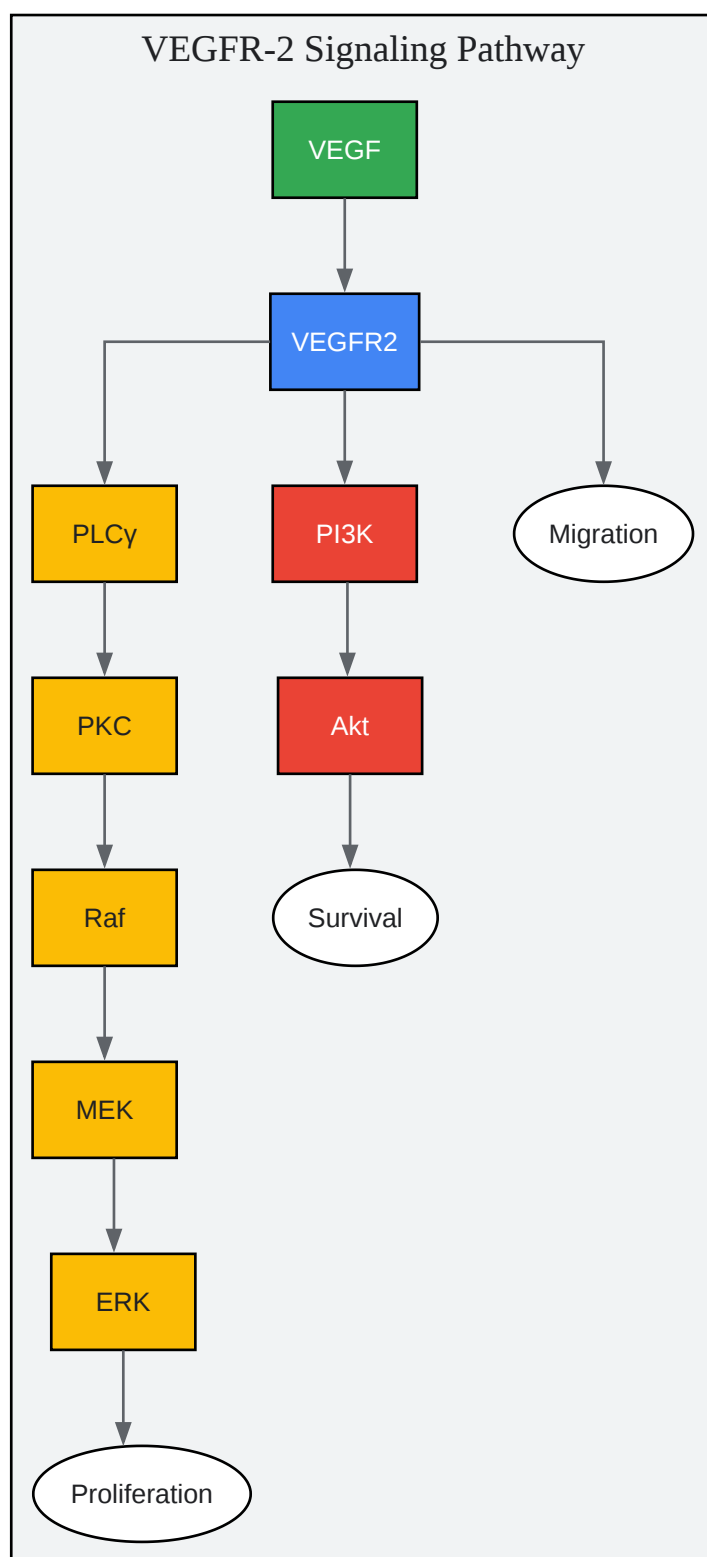 VEGFR-2 Signaling Pathway
VEGF
VEGFR2
PLCγ
PI3K
Migration
PKC
Akt
Raf
Survival
MEK
ERK
Proliferation